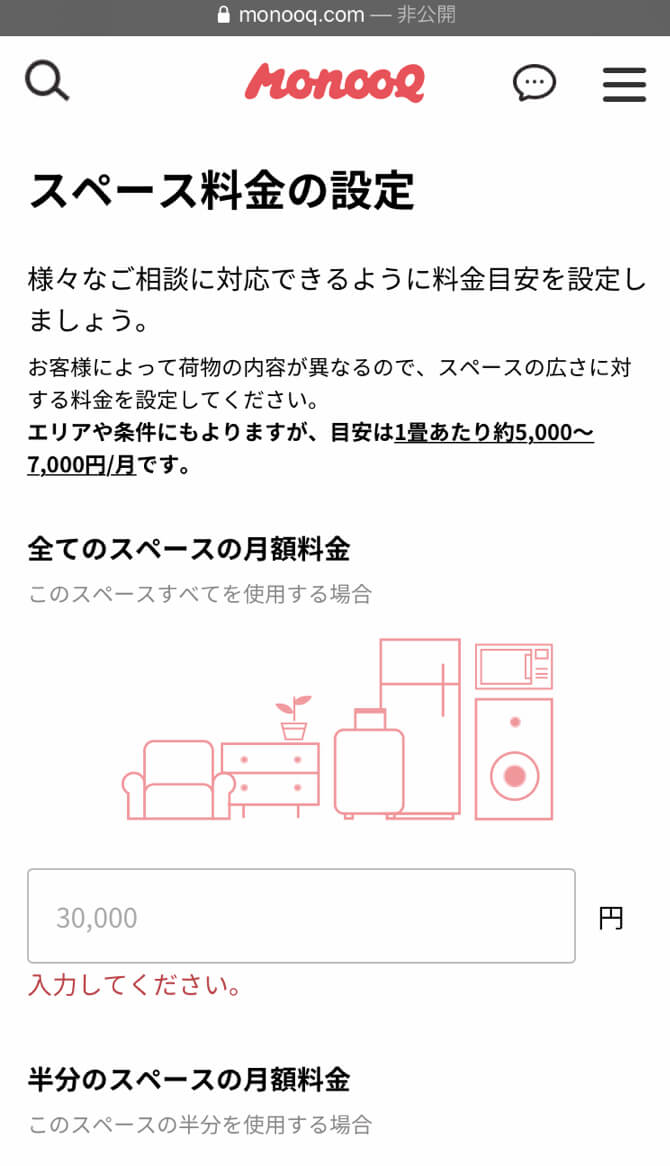 monooq.com — 非公開
monooQ
スペース料金の設定
様々なご相談に対応できるように料金目安を設定し
ましょう。
お客様によって荷物の内容が異なるので、スペースの広さに対
する料金を設定してください。
エリアや条件にもよりますが、目安は1畳あたり約5,000〜
7,000円/月です。
全てのスペースの月額料金
このスペースすべてを使用する場合
30,000 円
入力してください。
半分のスペースの月額料金
このスペースの半分を使用する場合